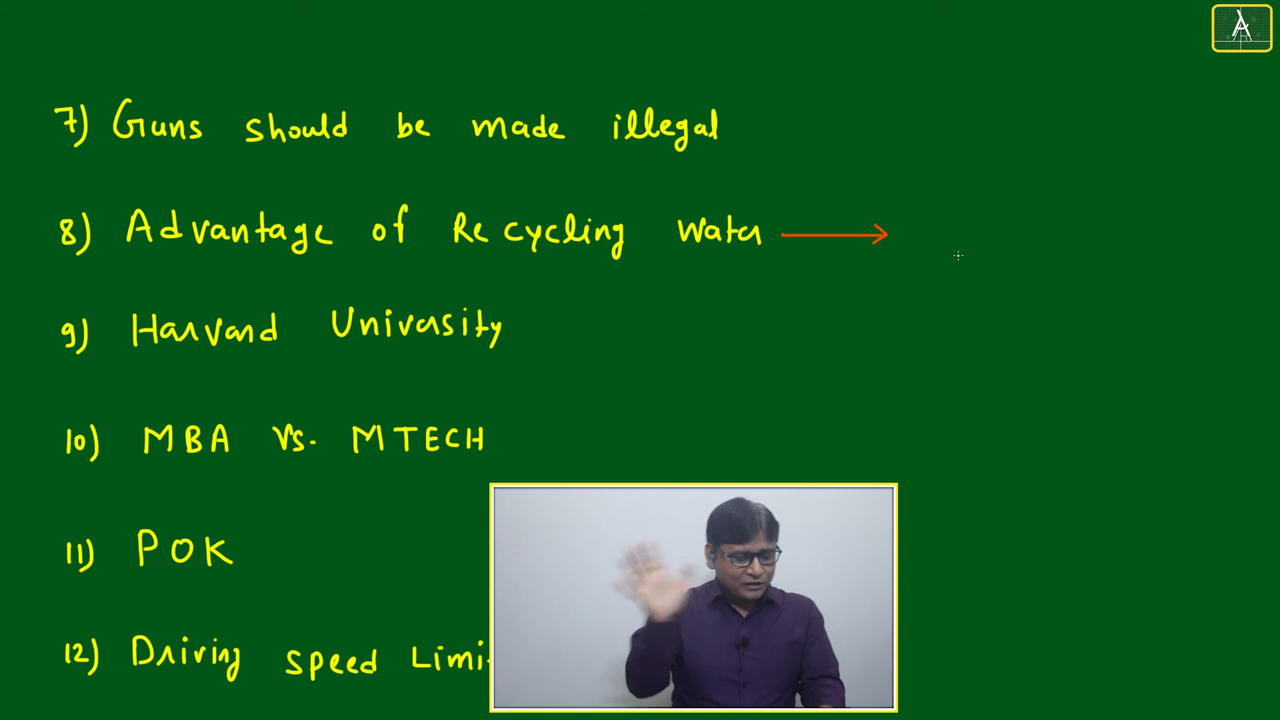 7) Guns should be made illegal
8) Advantage of Recycling Water
9) Harvard University
10) MBA Vs. MTECH
11) POK
12) Driving Speed Limi